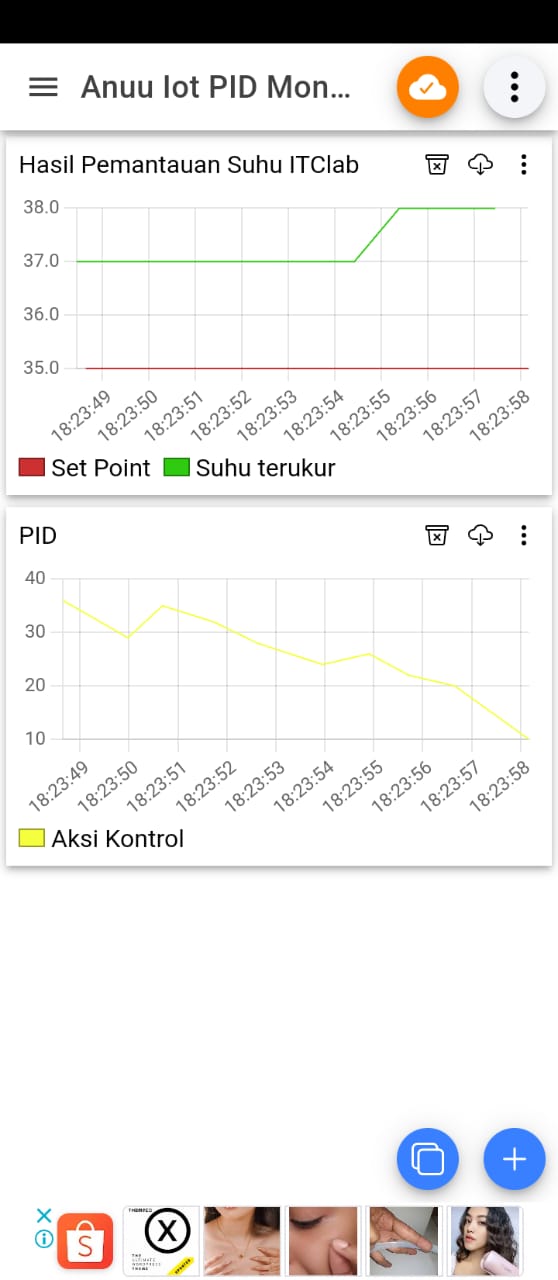 Anuu Iot PID Mon...
Hasil Pemantauan Suhu ITClab
38.0
37.0
36.0
35.0
18:23:49 18:23:50 18:23:51 18:23:52 18:23:53 18:23:54 18:23:55 18:23:56 18:23:57 18:23:58
Set Point Suhu terukur
PID
40
30
20
10
18:23:49 18:23:50 18:23:51 18:23:52 18:23:53 18:23:54 18:23:55 18:23:56 18:23:57 18:23:58
Aksi Kontrol
S
X
THE
ULTIMATE
WORDPRESS
THEME